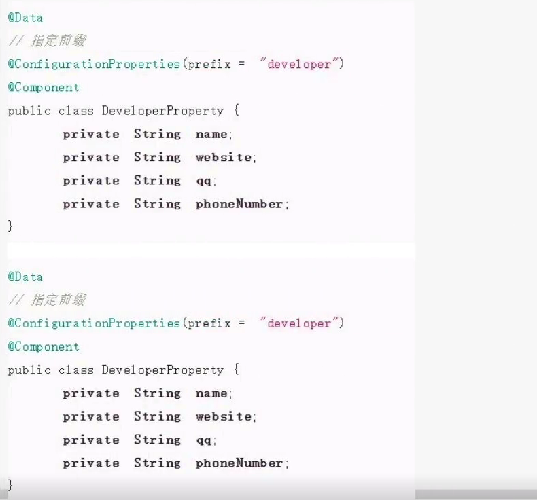 @Data
// 指定前缀
@ConfigurationProperties(prefix = "developer")
@Component
public class DeveloperProperty {
private String name;
private String website;
private String qq;
private String phoneNumber;
}
@Data
// 指定前缀
@ConfigurationProperties(prefix = "developer")
@Component
public class DeveloperProperty {
private String name;
private String website;
private String qq;
private String phoneNumber;
}